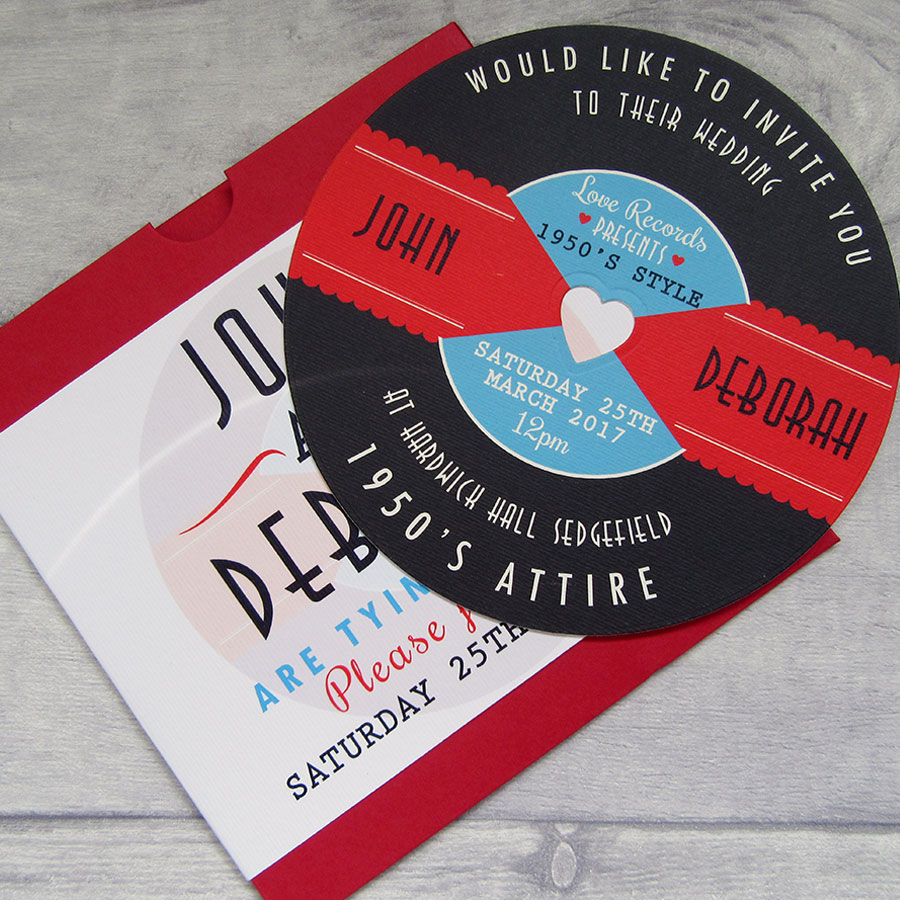 WOULD LIKE TO INVITE YOU
TO THEIR WEDDING
JOHN
Love Records
PRESENTS
1950'S STYLE
DEBORAH
SATURDAY 25TH
MARCH 2017
12pm
AT HARDWICK HALL SEDGEFIELD
1950'S ATTIRE
ARE
Please
SATURDAY 25TH